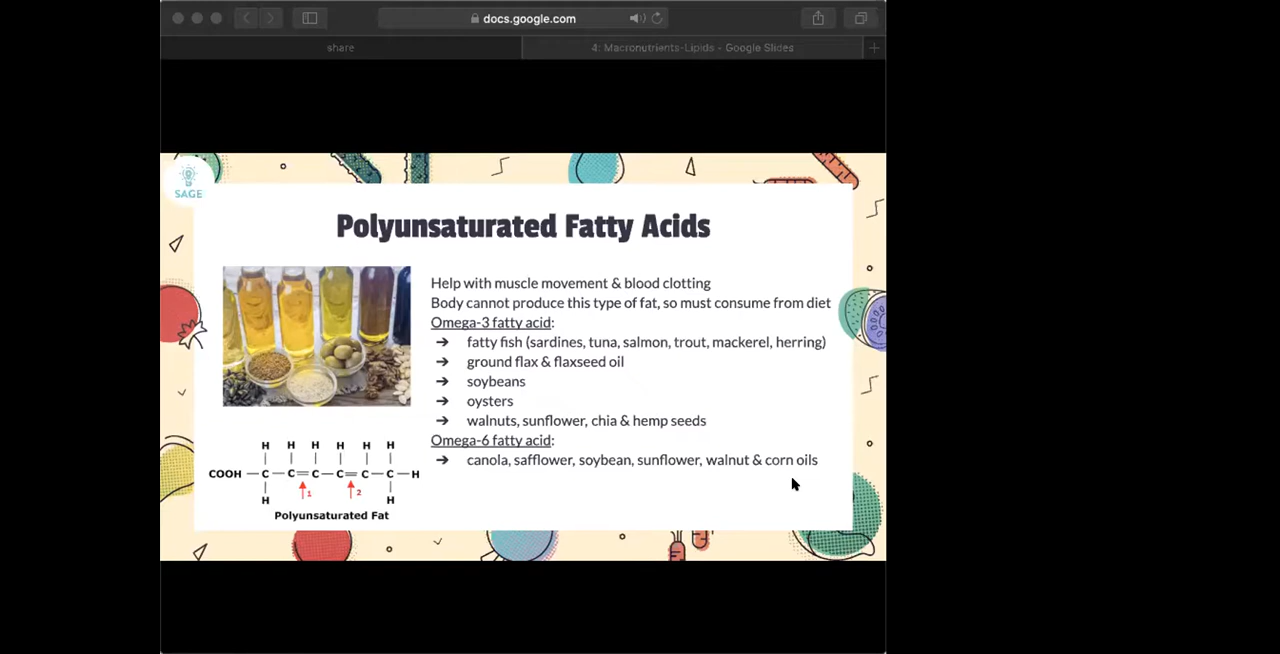 docs.google.com
share
4: Macronutrients-Lipids - Google Slides
SAGE
Polyunsaturated Fatty Acids
Help with muscle movement & blood clotting
Body cannot produce this type of fat, so must consume from diet
Omega-3 fatty acid:
➔ fatty fish (sardines, tuna, salmon, trout, mackerel, herring)
➔ ground flax & flaxseed oil
➔ soybeans
➔ oysters
➔ walnuts, sunflower, chia & hemp seeds
Omega-6 fatty acid:
➔ canola, safflower, soybean, sunflower, walnut & corn oils
H H H H H H
COOH — C — C = C — C = C — C — H
H 1 2 H
Polyunsaturated Fat